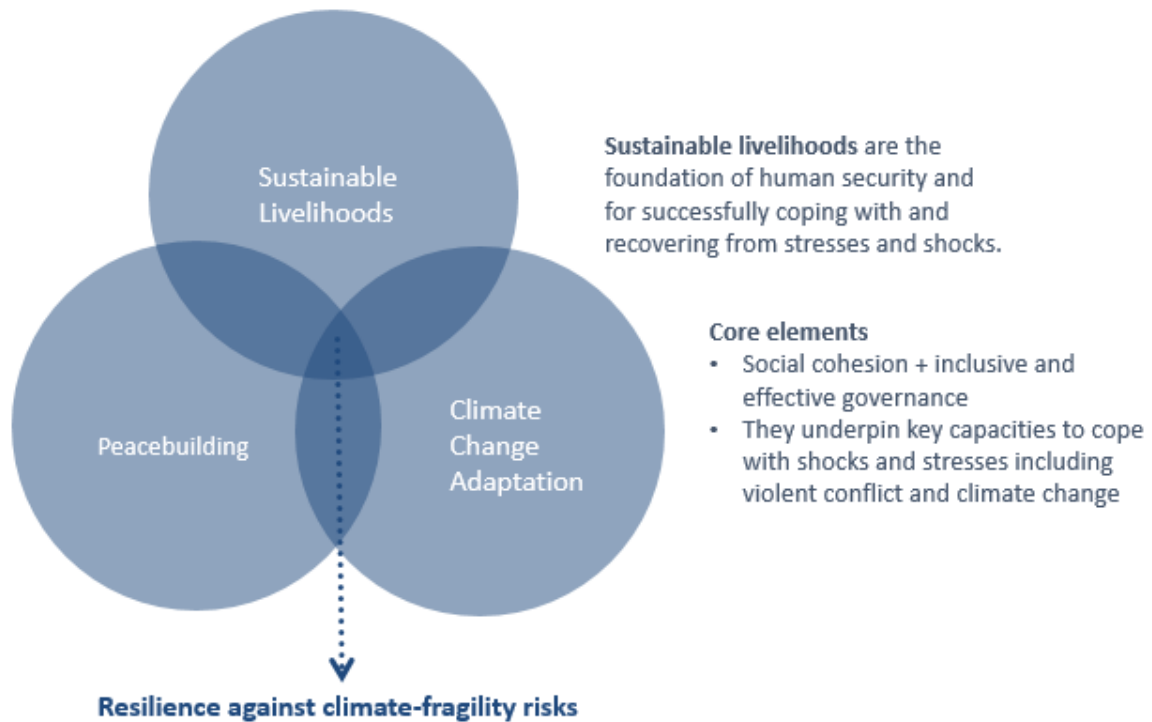 Sustainable
Livelihoods
Sustainable livelihoods are the
foundation of human security and
for successfully coping with and
recovering from stresses and shocks.
Core elements
• Social cohesion + inclusive and
effective governance
• They underpin key capacities to cope
with shocks and stresses including
violent conflict and climate change
Peacebuilding
Climate
Change
Adaptation
Resilience against climate-fragility risks